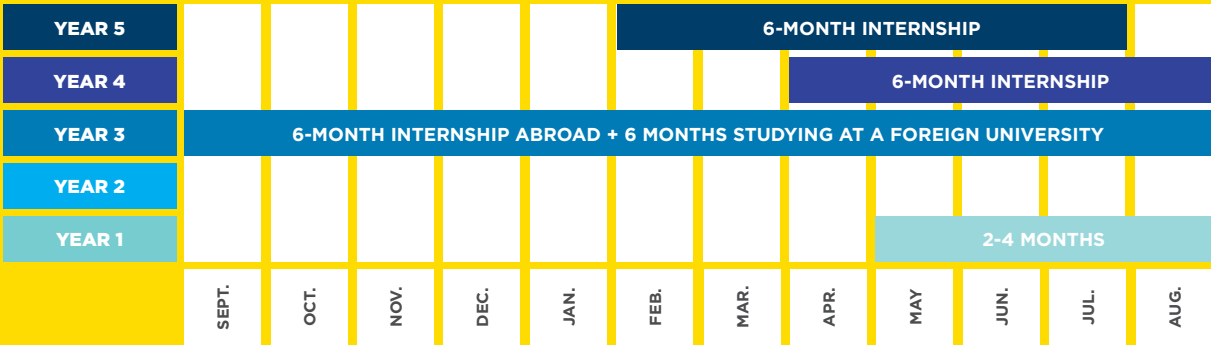 YEAR 5
6-MONTH INTERNSHIP
YEAR 4
6-MONTH INTERNSHIP
YEAR 3
6-MONTH INTERNSHIP ABROAD + 6 MONTHS STUDYING AT A FOREIGN UNIVERSITY
YEAR 2
YEAR 1
2-4 MONTHS
SEPT.
OCT.
NOV.
DEC.
JAN.
FEB.
MAR.
APR.
MAY
JUN.
JUL.
AUG.